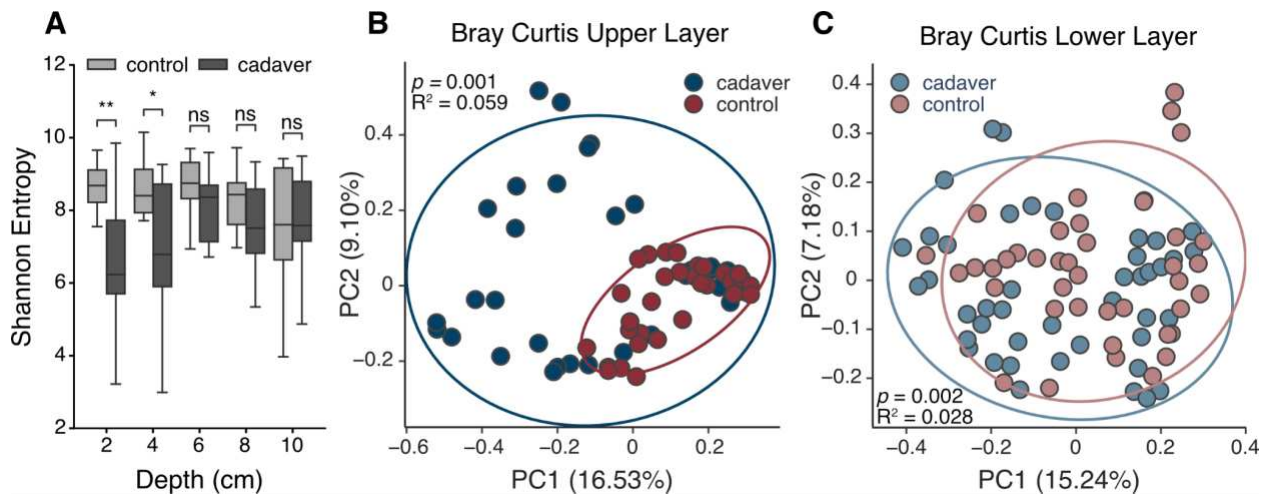 A
control cadaver
Shannon Entropy
12
10
8
6
4
2
** * ns ns ns
2 4 6 8 10
Depth (cm)
B
Bray Curtis Upper Layer
p = 0.001
R² = 0.059
cadaver
control
PC2 (9.10%)
0.4
0.2
0
−0.2
−0.6 −0.4 −0.2 0 0.2
PC1 (16.53%)
C
Bray Curtis Lower Layer
cadaver
control
PC2 (7.18%)
0.4
0.3
0.2
0.1
0
−0.1
−0.2
p = 0.002
R² = 0.028
−0.4 −0.2 0 0.2 0.4
PC1 (15.24%)